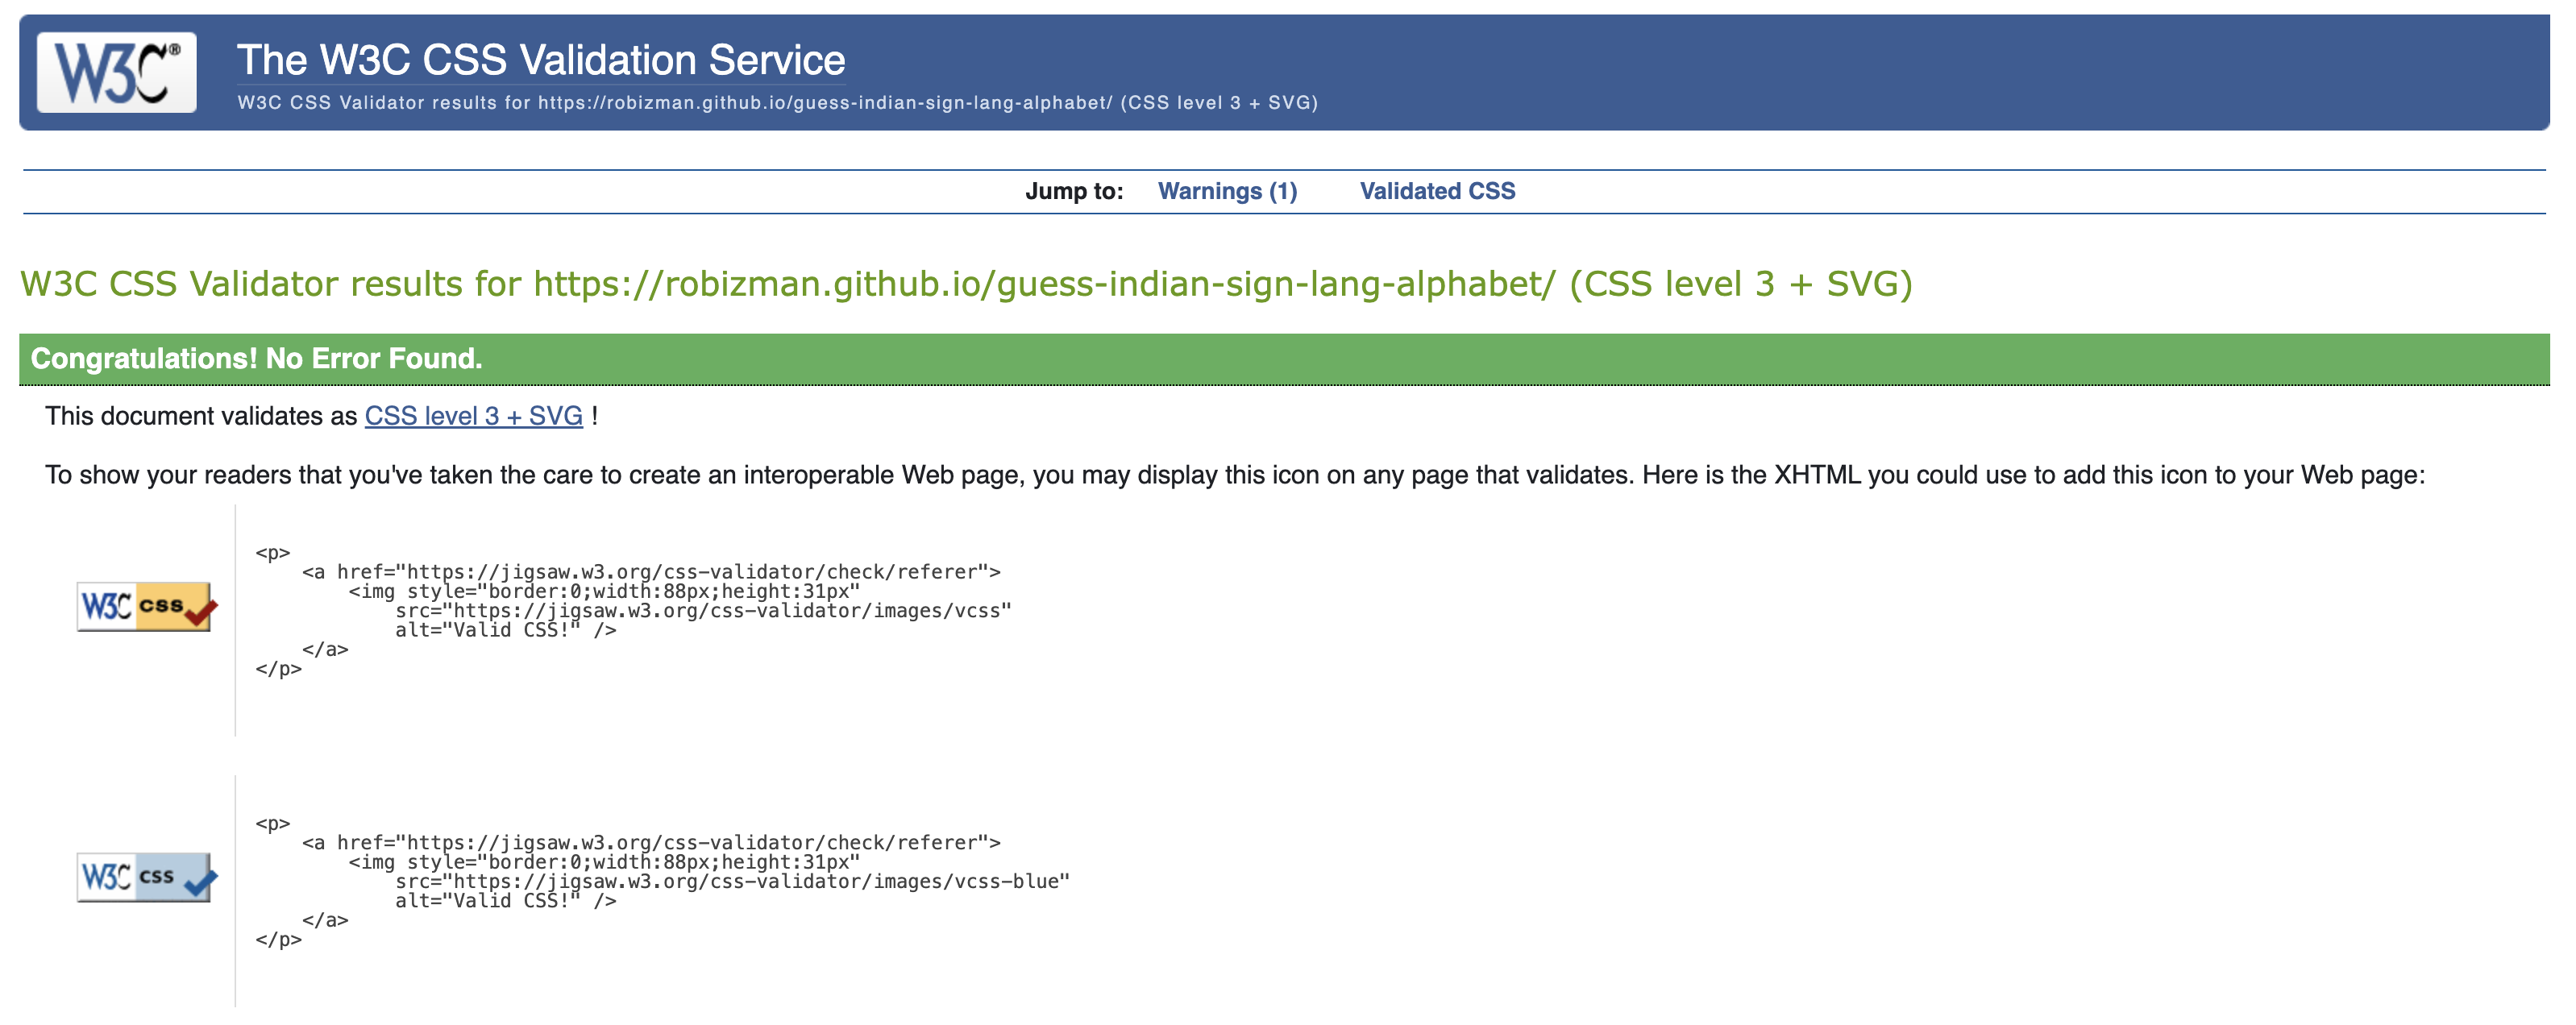 W3C®
The W3C CSS Validation Service
W3C CSS Validator results for https://robizman.github.io/guess-indian-sign-lang-alphabet/ (CSS level 3 + SVG)
Jump to: Warnings (1) Validated CSS
W3C CSS Validator results for https://robizman.github.io/guess-indian-sign-lang-alphabet/ (CSS level 3 + SVG)
Congratulations! No Error Found.
This document validates as CSS level 3 + SVG !
To show your readers that you've taken the care to create an interoperable Web page, you may display this icon on any page that validates. Here is the XHTML you could use to add this icon to your Web page:
W3C css
<p>
    <a href="https://jigsaw.w3.org/css-validator/check/referer">
        <img style="border:0;width:88px;height:31px"
            src="https://jigsaw.w3.org/css-validator/images/vcss"
            alt="Valid CSS!" />
    </a>
</p>
W3C css
<p>
    <a href="https://jigsaw.w3.org/css-validator/check/referer">
        <img style="border:0;width:88px;height:31px"
            src="https://jigsaw.w3.org/css-validator/images/vcss-blue"
            alt="Valid CSS!" />
    </a>
</p>